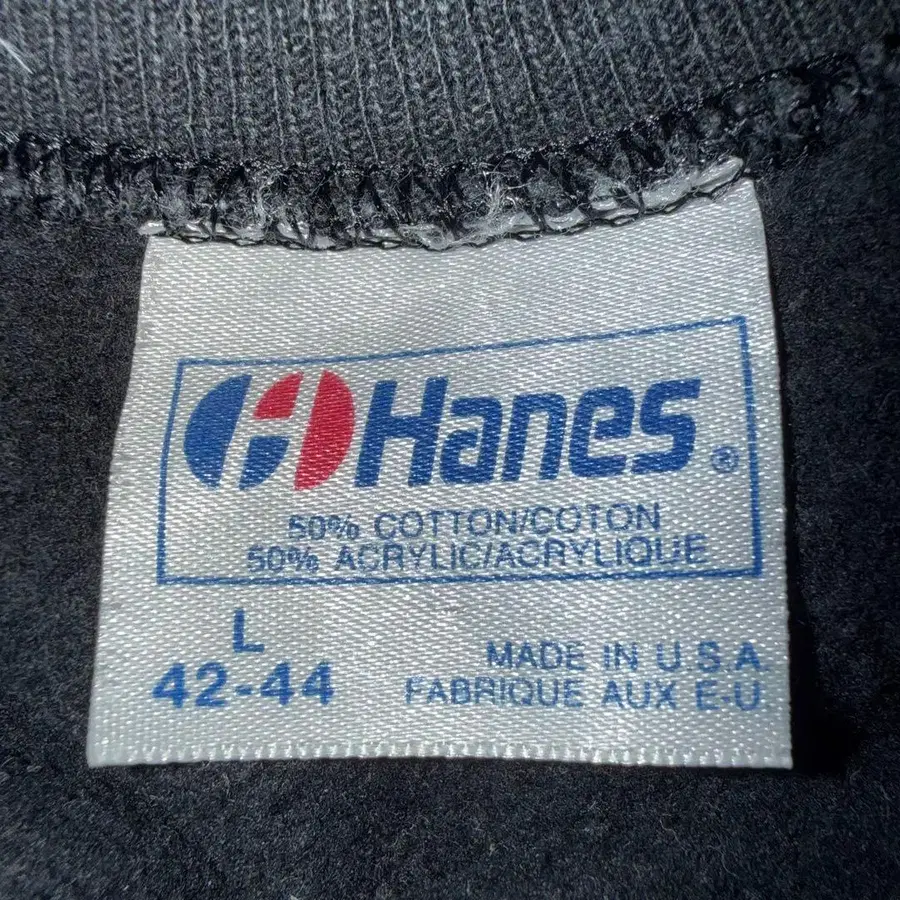 Hanes®
50% COTTON/COTON
50% ACRYLIC/ACRYLIQUE
L
42-44
MADE IN U.S.A
FABRIQUE AUX E-U